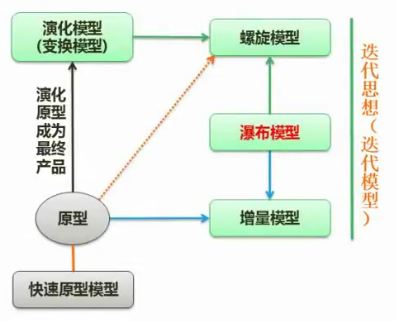 演化模型
(变换模型)
螺旋模型
演化
原型
成为
最终
产品
瀑布模型
迭代思想（迭代模型）
原型
增量模型
快速原型模型